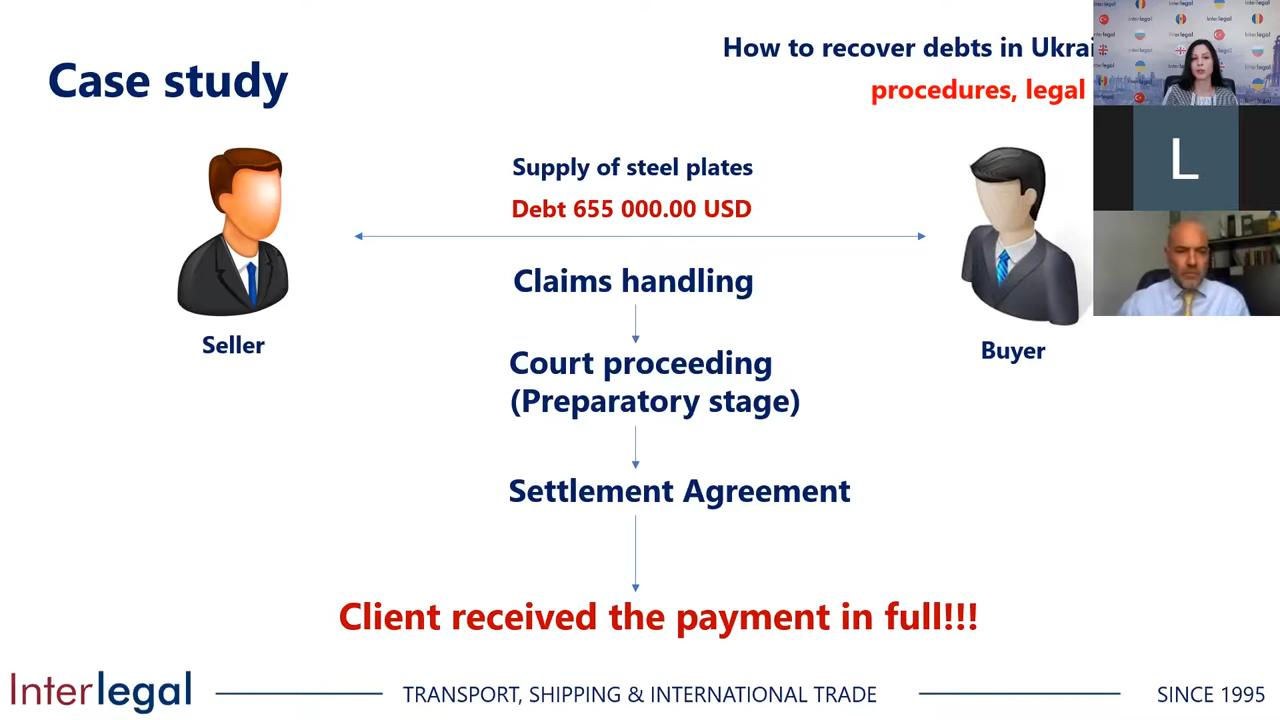 How to recover debts in Ukrai
Case study
procedures, legal
Supply of steel plates
Debt 655 000.00 USD
L
Claims handling
Seller
Buyer
Court proceeding
(Preparatory stage)
Settlement Agreement
Client received the payment in full!!!
Interlegal
TRANSPORT, SHIPPING & INTERNATIONAL TRADE
SINCE 1995